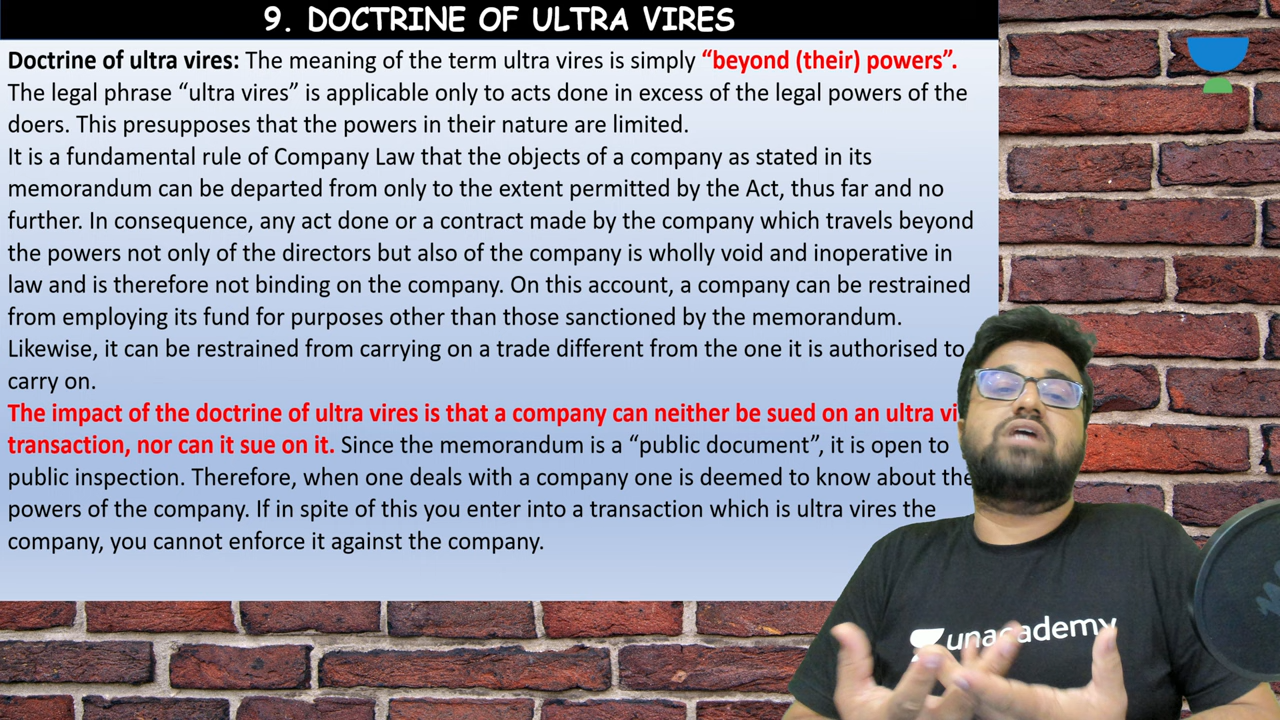 9. DOCTRINE OF ULTRA VIRES
Doctrine of ultra vires: The meaning of the term ultra vires is simply “beyond (their) powers”.
The legal phrase “ultra vires” is applicable only to acts done in excess of the legal powers of the
doers. This presupposes that the powers in their nature are limited.
It is a fundamental rule of Company Law that the objects of a company as stated in its
memorandum can be departed from only to the extent permitted by the Act, thus far and no
further. In consequence, any act done or a contract made by the company which travels beyond
the powers not only of the directors but also of the company is wholly void and inoperative in
law and is therefore not binding on the company. On this account, a company can be restrained
from employing its fund for purposes other than those sanctioned by the memorandum.
Likewise, it can be restrained from carrying on a trade different from the one it is authorised to
carry on.
The impact of the doctrine of ultra vires is that a company can neither be sued on an ultra
transaction, nor can it sue on it. Since the memorandum is a “public document”, it is open to
public inspection. Therefore, when one deals with a company one is deemed to know about the
powers of the company. If in spite of this you enter into a transaction which is ultra vires the
company, you cannot enforce it against the company.
unacademy